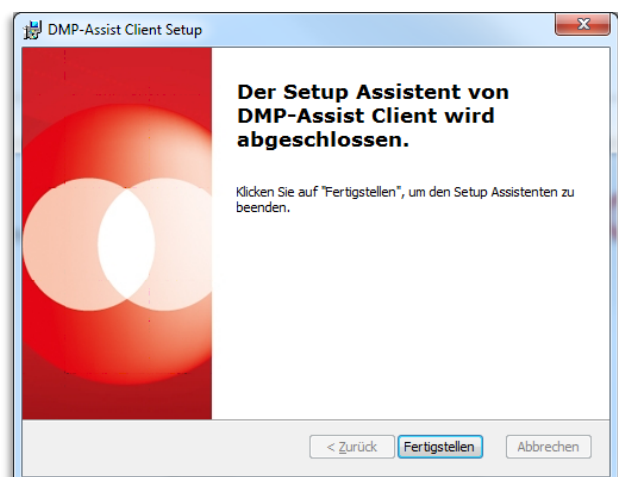 DMP-Assist Client Setup
Der Setup Assistent von
DMP-Assist Client wird
abgeschlossen.
Klicken Sie auf "Fertigstellen", um den Setup Assistenten zu
beenden.
< Zurück Fertigstellen Abbrechen